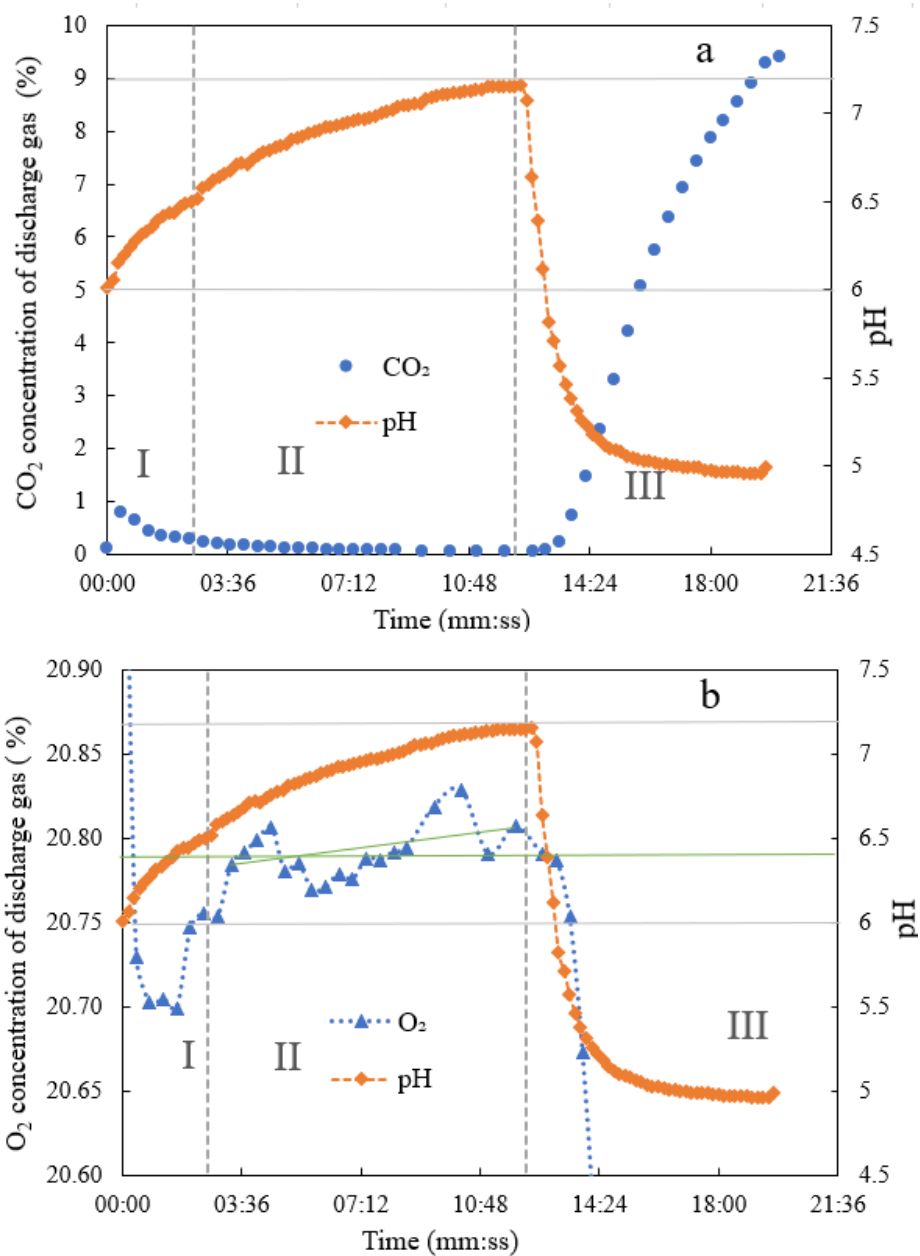 a
10
9
8
7
6
5
4
3
2
1
0
CO₂ concentration of discharge gas (%)
7.5
7
6.5
6
5.5
5
4.5
pH
CO₂
pH
I
II
III
00:00 03:36 07:12 10:48 14:24 18:00 21:36
Time (mm:ss)
b
20.90
20.85
20.80
20.75
20.70
20.65
20.60
O₂ concentration of discharge gas ( %)
7.5
7
6.5
6
5.5
5
4.5
pH
O₂
pH
I
II
III
00:00 03:36 07:12 10:48 14:24 18:00 21:36
Time (mm:ss)